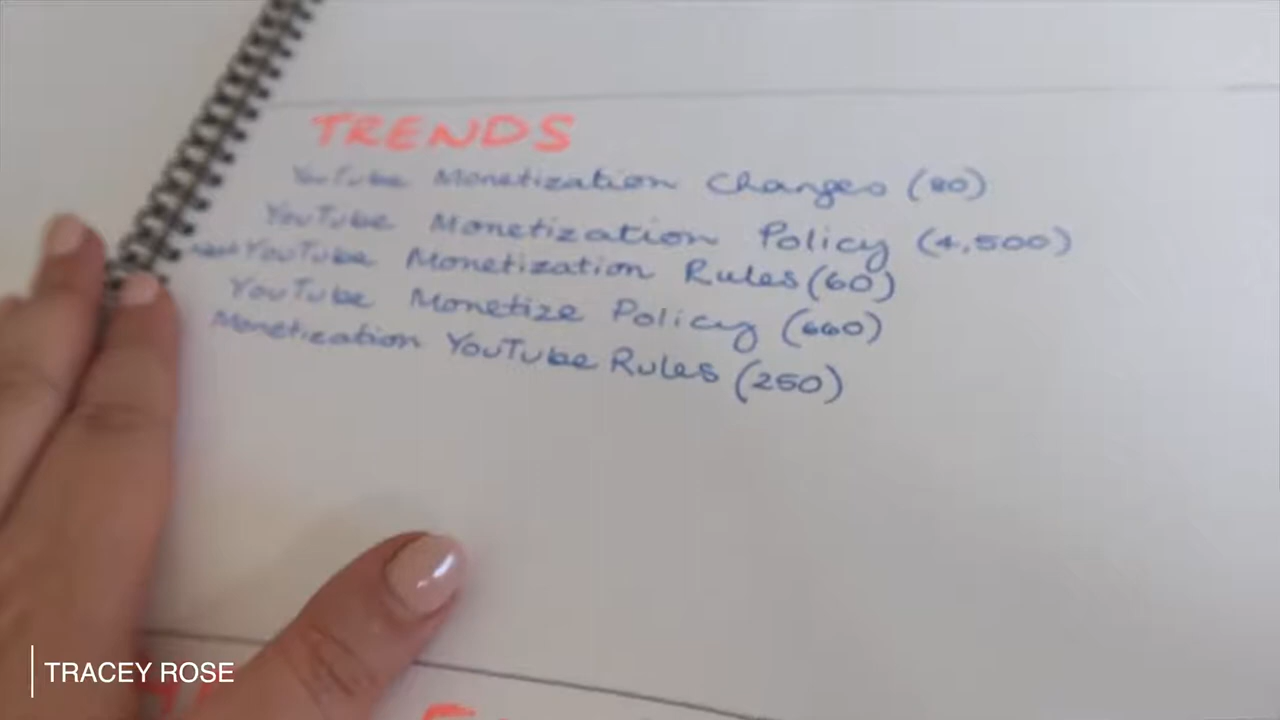 TRENDS
YouTube Monetization Changes (80)
YouTube Monetization Policy (4,500)
YouTube Monetization Rules (60)
YouTube Monetize Policy (660)
Monetization YouTube Rules (250)
TRACEY ROSE